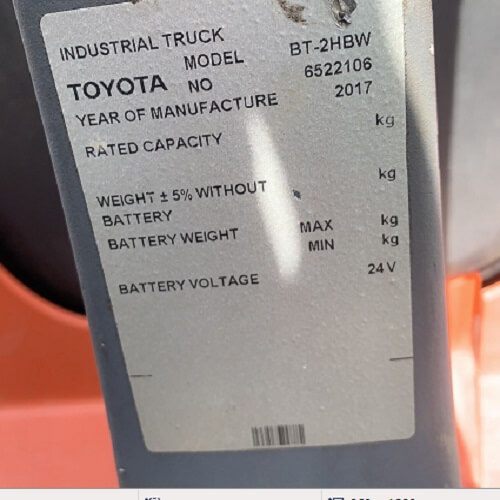 INDUSTRIAL TRUCK
TOYOTA MODEL BT-2HBW
NO 6522106
YEAR OF MANUFACTURE 2017
RATED CAPACITY kg
WEIGHT ± 5% WITHOUT kg
BATTERY
BATTERY WEIGHT MAX kg
MIN kg
BATTERY VOLTAGE 24V